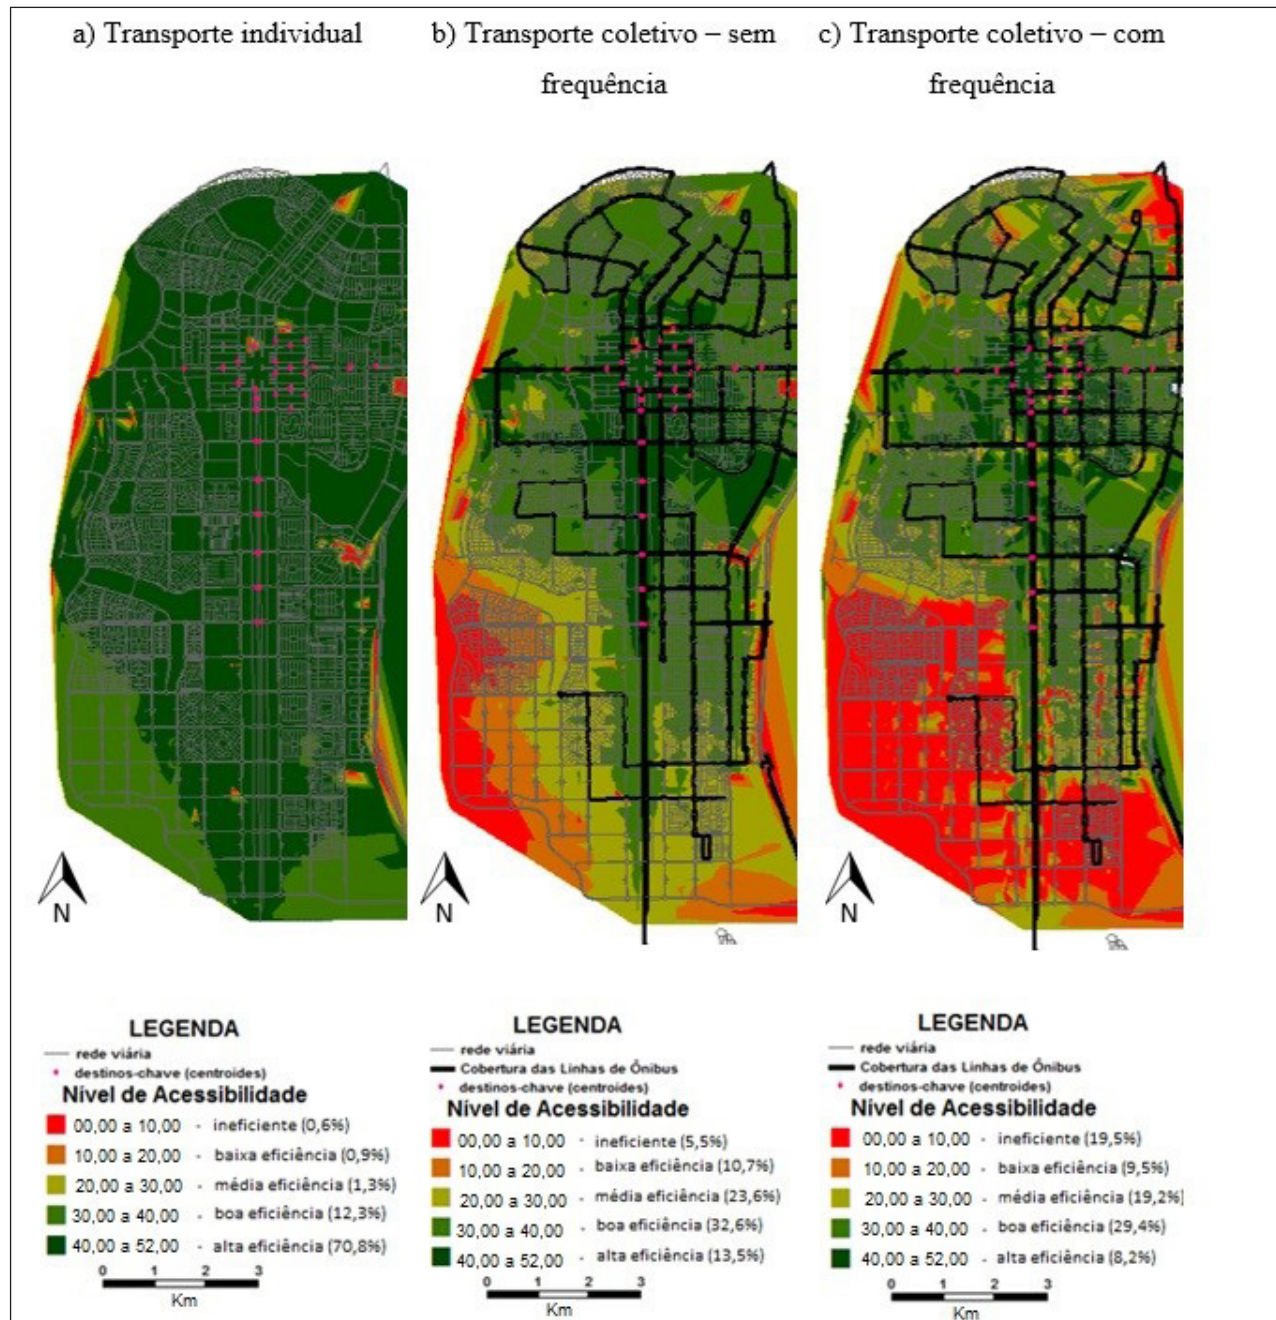 a) Transporte individual
b) Transporte coletivo – sem
frequência
c) Transporte coletivo – com
frequência
N
N
N
LEGENDA
rede viária
destinos-chave (centroides)
Nível de Acessibilidade
00,00 a 10,00 - ineficiente (0,6%)
10,00 a 20,00 - baixa eficiência (0,9%)
20,00 a 30,00 - média eficiência (1,3%)
30,00 a 40,00 - boa eficiência (12,3%)
40,00 a 52,00 - alta eficiência (70,8%)
0 1 2 3
Km
LEGENDA
rede viária
Cobertura das Linhas de Ônibus
destinos-chave (centroides)
Nível de Acessibilidade
00,00 a 10,00 - ineficiente (5,5%)
10,00 a 20,00 - baixa eficiência (10,7%)
20,00 a 30,00 - média eficiência (23,6%)
30,00 a 40,00 - boa eficiência (32,6%)
40,00 a 52,00 - alta eficiência (13,5%)
0 1 2 3
Km
LEGENDA
rede viária
Cobertura das Linhas de Ônibus
destinos-chave (centroides)
Nível de Acessibilidade
00,00 a 10,00 - ineficiente (19,5%)
10,00 a 20,00 - baixa eficiência (9,5%)
20,00 a 30,00 - média eficiência (19,2%)
30,00 a 40,00 - boa eficiência (29,4%)
40,00 a 52,00 - alta eficiência (8,2%)
0 1 2 3
Km